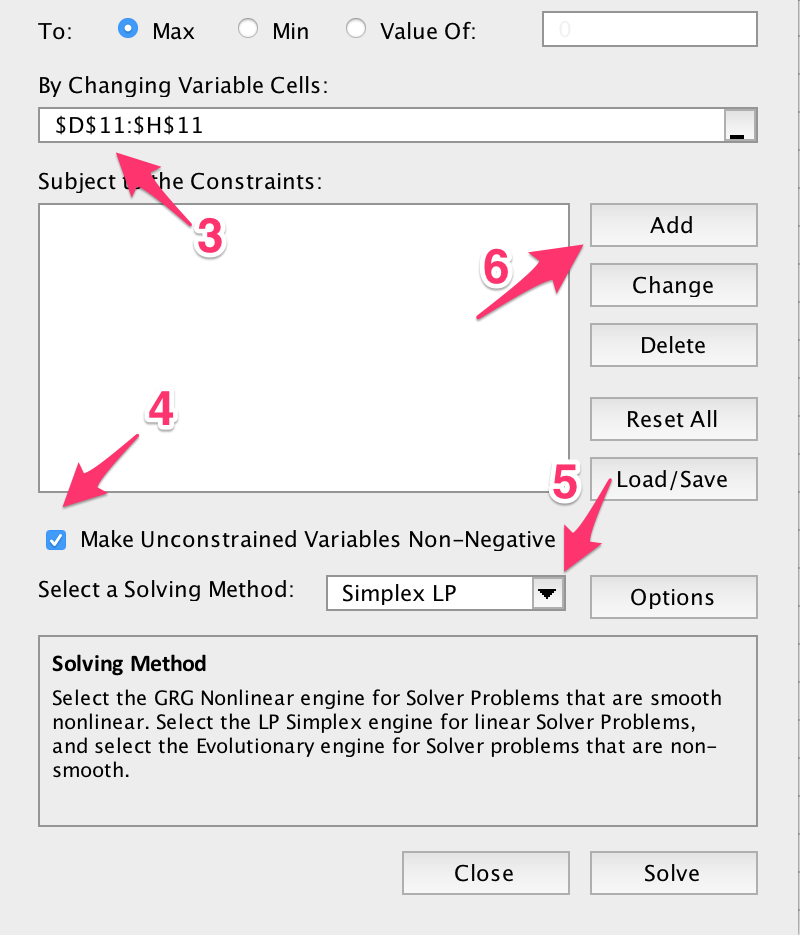 To: Max Min Value Of: 0
By Changing Variable Cells:
$D$11:$H$11
Subject to the Constraints:
3
Add
6
Change
Delete
4
Reset All
5
Load/Save
Make Unconstrained Variables Non-Negative
Select a Solving Method: Simplex LP Options
Solving Method
Select the GRG Nonlinear engine for Solver Problems that are smooth
nonlinear. Select the LP Simplex engine for linear Solver Problems,
and select the Evolutionary engine for Solver problems that are non-
smooth.
Close Solve